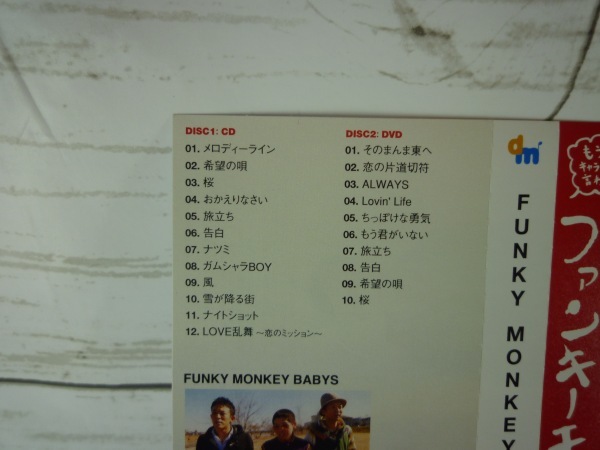 DISC1: CD
01. メロディーライン
02. 希望の唄
03. 桜
04. おかえりなさい
05. 旅立ち
06. 告白
07. ナツミ
08. ガムシャラBOY
09. 風
10. 雪が降る街
11. ナイトショット
12. LOVE乱舞 ～恋のミッション～
DISC2: DVD
01. そのまんま東へ
02. 恋の片道切符
03. ALWAYS
04. Lovin' Life
05. ちっぽけな勇気
06. もう君がいない
07. 旅立ち
08. 告白
09. 希望の唄
10. 桜
FUNKY MONKEY BABYS
dm
FUNKY MONKEY
ファンキーモ